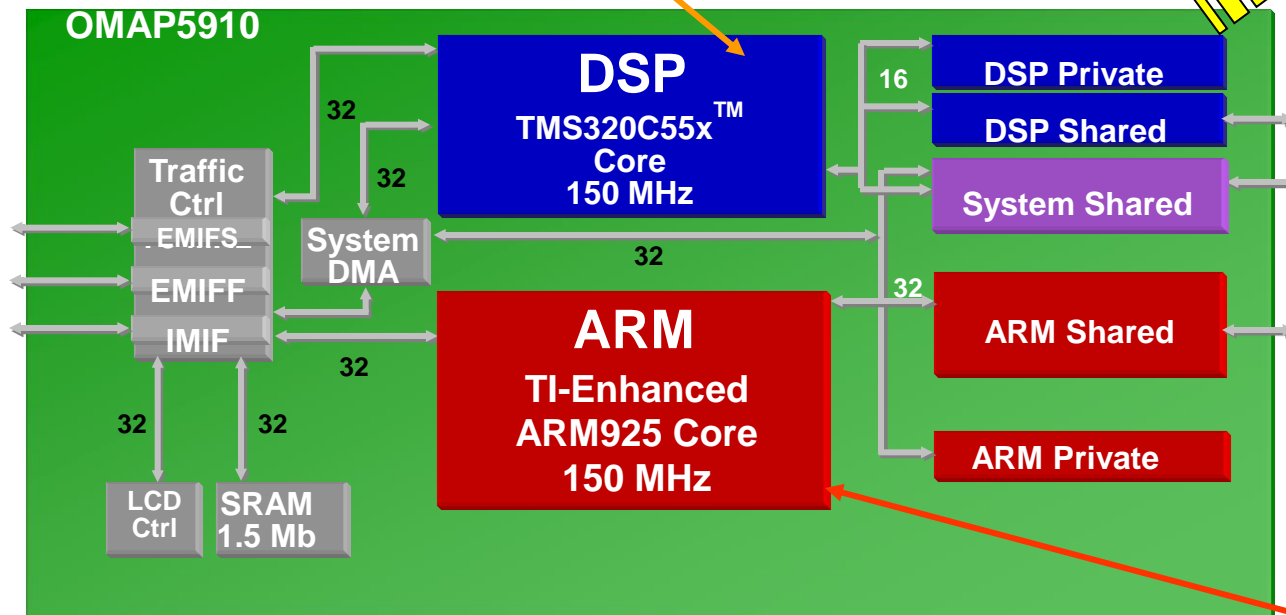 OMAP5910
DSP
TMS320C55x™
Core
150 MHz
16
DSP Private
DSP Shared
System Shared
32
Traffic
Ctrl
EMIFS
EMIFF
IMIF
32
System
DMA
32
32
ARM
TI-Enhanced
ARM925 Core
150 MHz
32
ARM Shared
ARM Private
32
32
LCD
Ctrl
SRAM
1.5 Mb